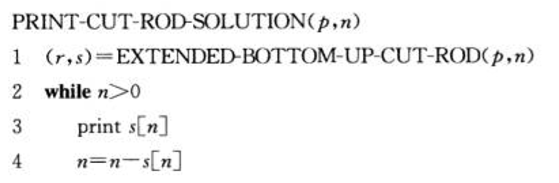 PRINT-CUT-ROD-SOLUTION(p,n)
1 (r,s)=EXTENDED-BOTTOM-UP-CUT-ROD(p,n)
2 while n>0
3 print s[n]
4 n=n-s[n]